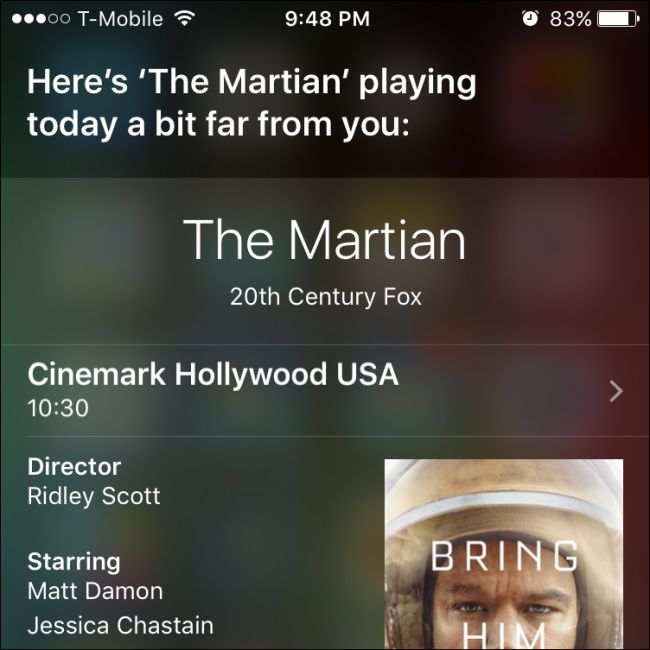 T-Mobile 9:48 PM 83%
Here's ‘The Martian‘ playing
today a bit far from you:
The Martian
20th Century Fox
Cinemark Hollywood USA
10:30
Director
Ridley Scott
Starring
Matt Damon
Jessica Chastain
BRING
HIM